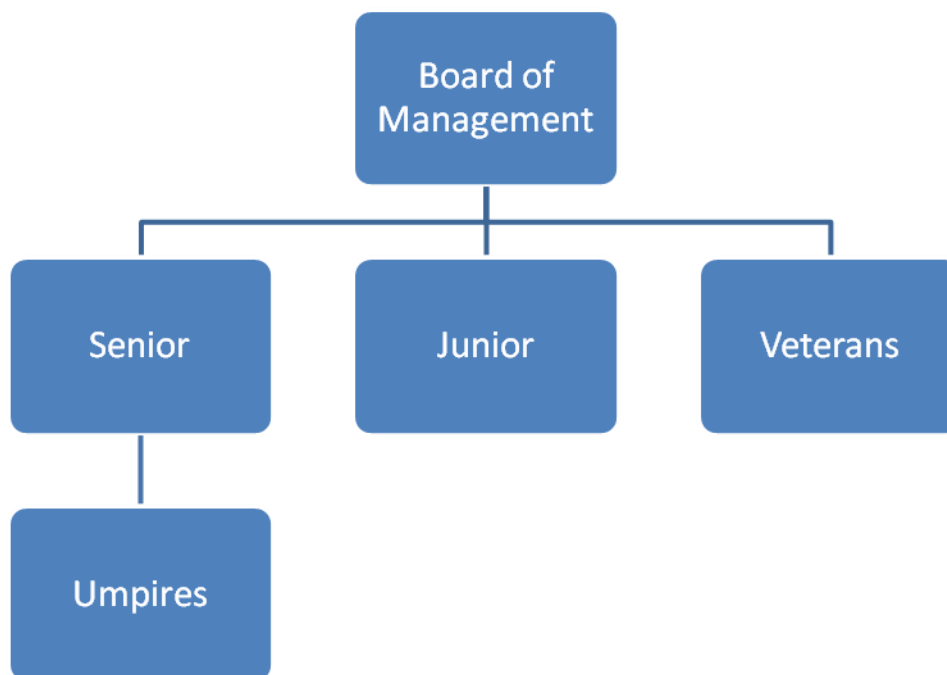 Board of
Management
Senior
Junior
Veterans
Umpires